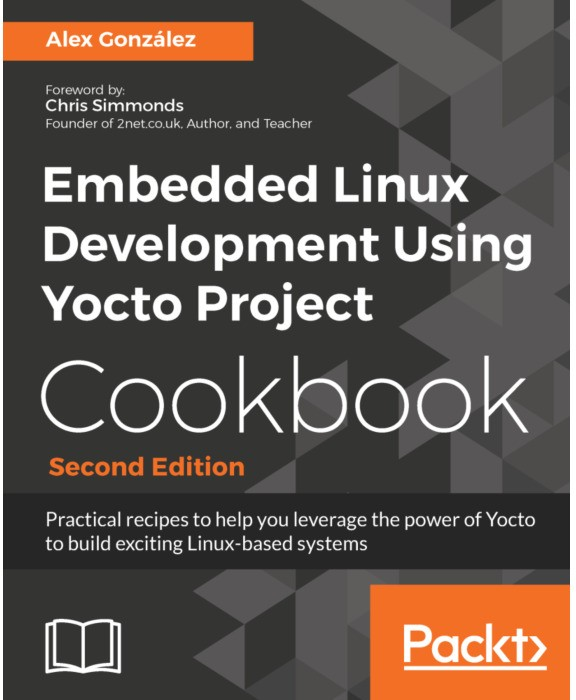 Alex González
Foreword by:
Chris Simmonds
Founder of 2net.co.uk, Author, and Teacher
Embedded Linux
Development Using
Yocto Project
Cookbook
Second Edition
Practical recipes to help you leverage the power of Yocto
to build exciting Linux-based systems
Packt>